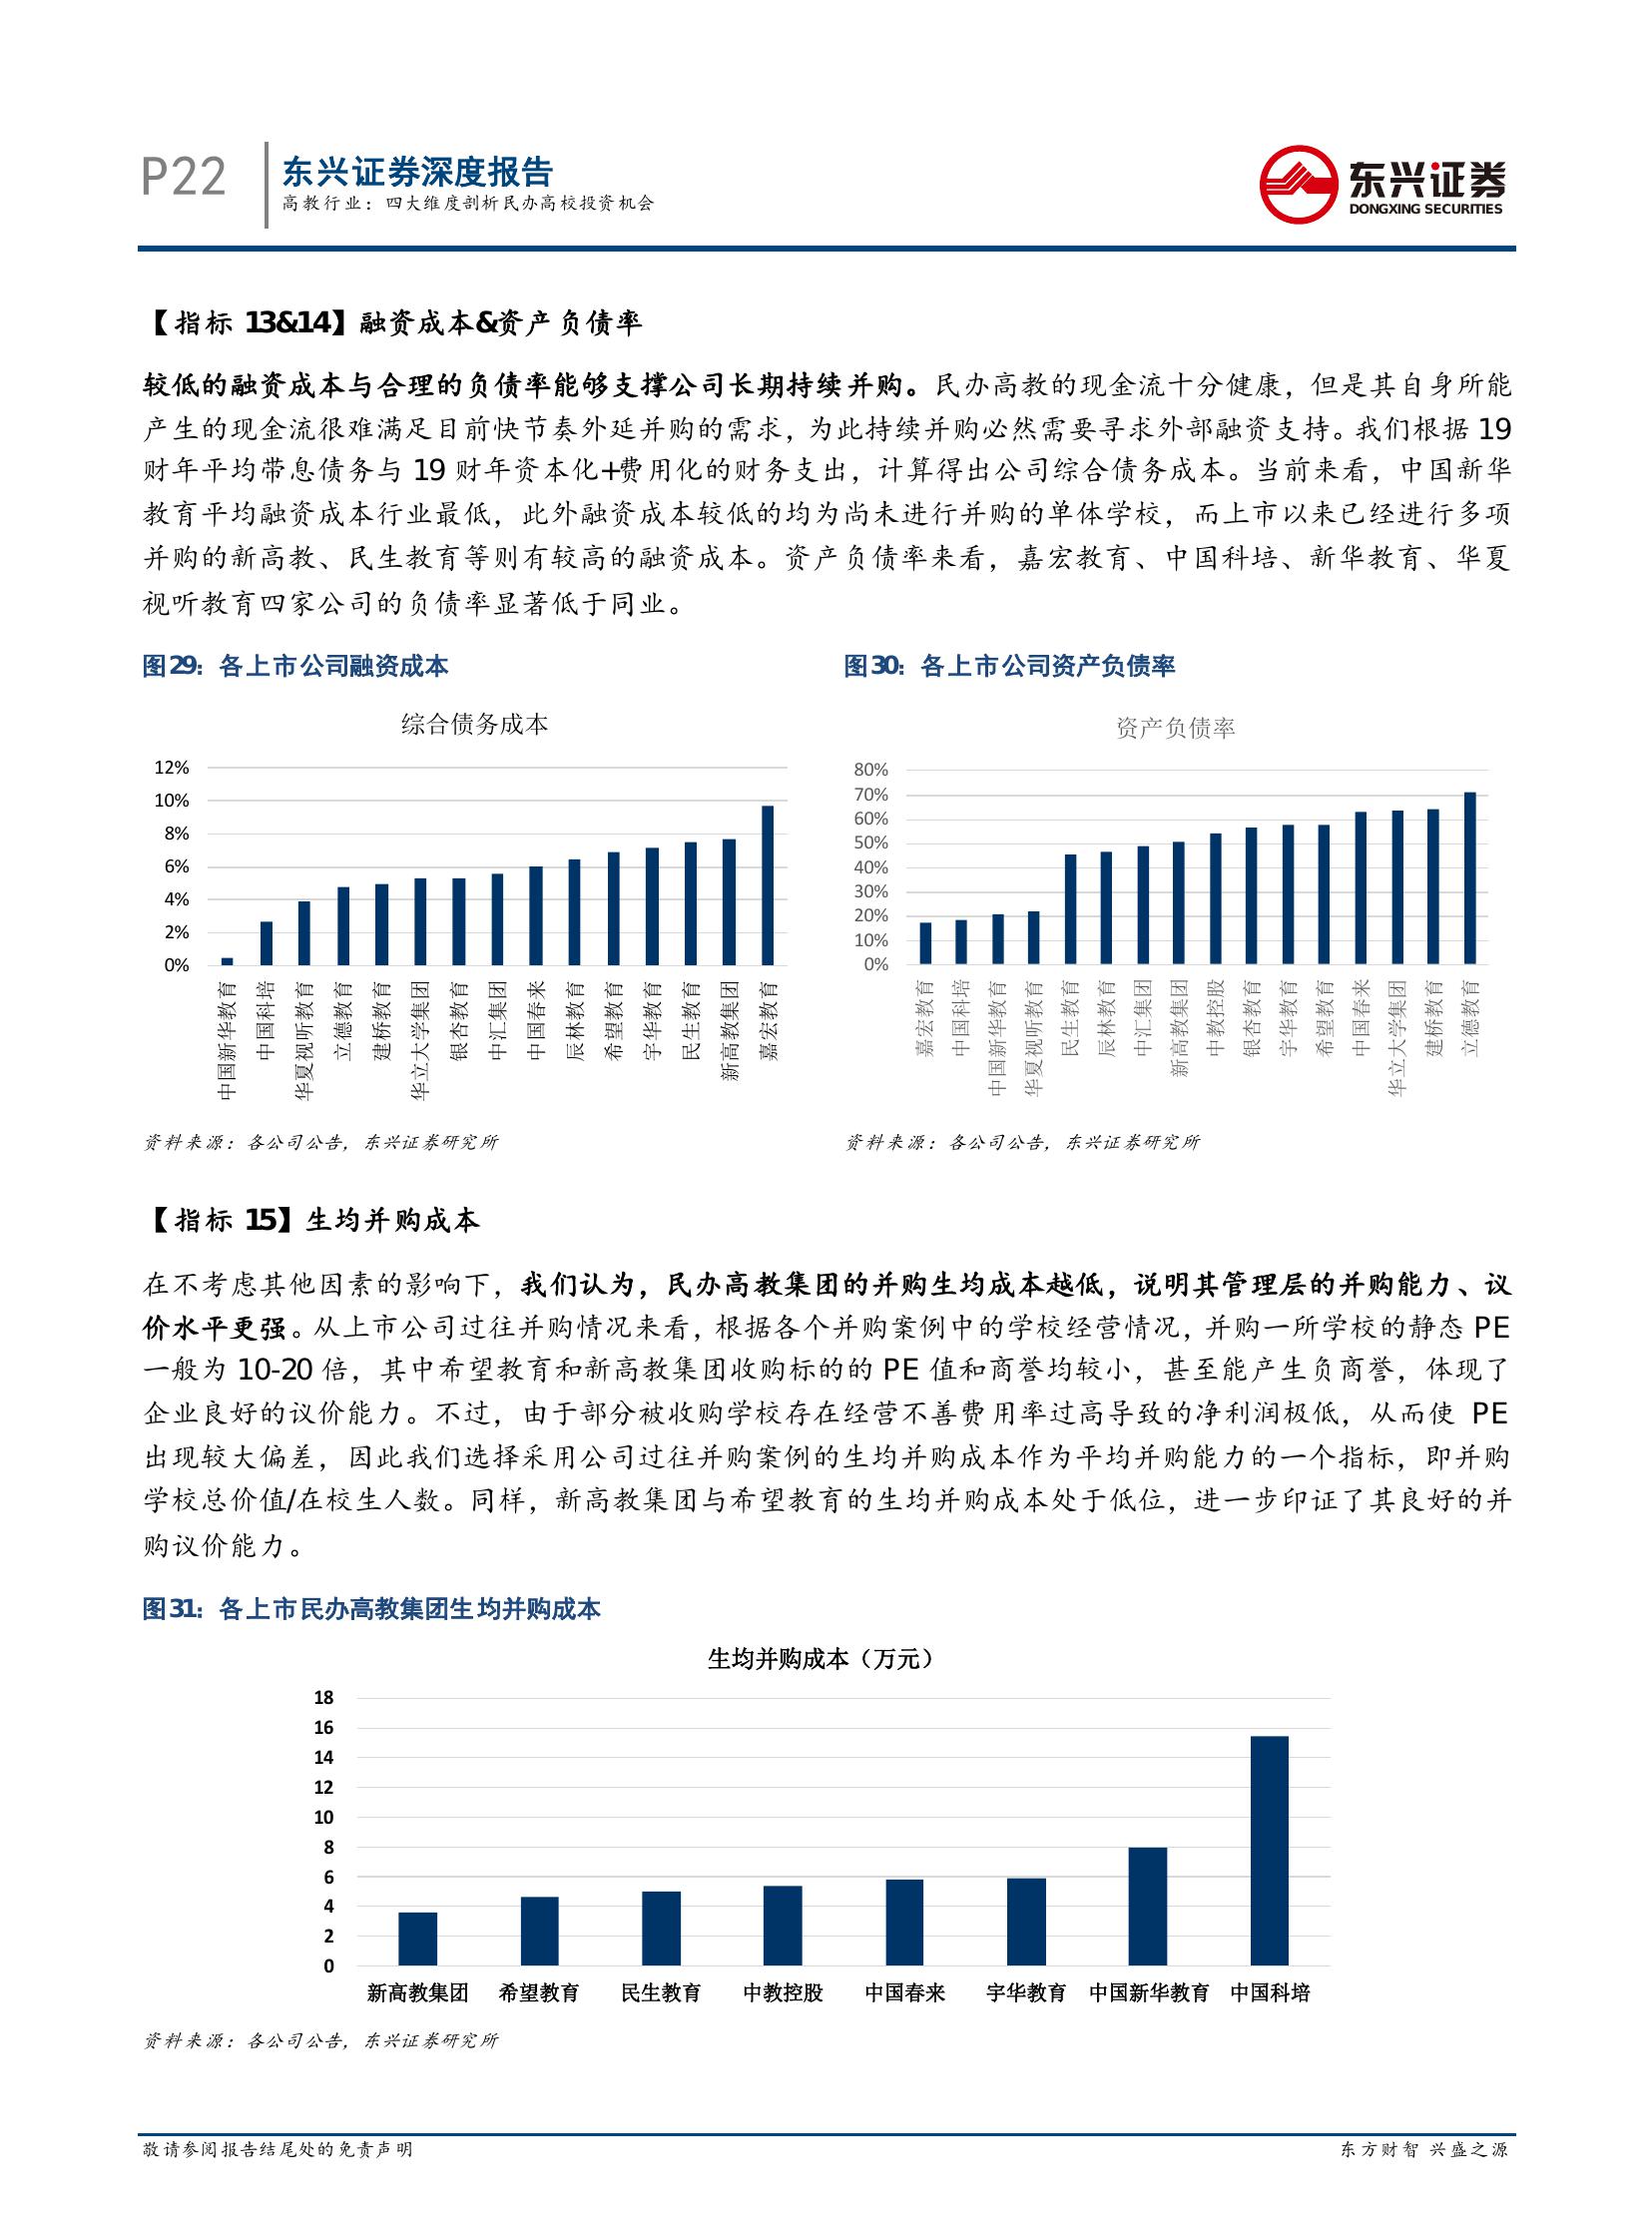 P22
东兴证券深度报告
高教行业：四大维度剖析民办高校投资机会
东兴证券
DONGXING SECURITIES
【指标 13&14】融资成本&资产负债率
较低的融资成本与合理的负债率能够支撑公司长期持续并购。民办高教的现金流十分健康，但是其自身所能
产生的现金流很难满足目前快节奏外延并购的需求，为此持续并购必然需要寻求外部融资支持。我们根据 19
财年平均带息债务与 19 财年资本化+费用化的财务支出，计算得出公司综合债务成本。当前来看，中国新华
教育平均融资成本行业最低，此外融资成本较低的均为尚未进行并购的单体学校，而上市以来已经进行多项
并购的新高教、民生教育等则有较高的融资成本。资产负债率来看，嘉宏教育、中国科培、新华教育、华夏
视听教育四家公司的负债率显著低于同业。
图29：各上市公司融资成本
综合债务成本
12%
10%
8%
6%
4%
2%
0%
中国新华教育
中国科培
华夏视听教育
立德教育
建桥教育
华立大学集团
银杏教育
中汇集团
中国春来
辰林教育
希望教育
宇华教育
民生教育
新高教集团
嘉宏教育
资料来源：各公司公告，东兴证券研究所
图30：各上市公司资产负债率
资产负债率
80%
70%
60%
50%
40%
30%
20%
10%
0%
嘉宏教育
中国科培
中国新华教育
华夏视听教育
民生教育
辰林教育
中汇集团
新高教集团
中教控股
银杏教育
宇华教育
希望教育
中国春来
华立大学集团
建桥教育
立德教育
资料来源：各公司公告，东兴证券研究所
【指标 15】生均并购成本
在不考虑其他因素的影响下，我们认为，民办高教集团的并购生均成本越低，说明其管理层的并购能力、议
价水平更强。从上市公司过往并购情况来看，根据各个并购案例中的学校经营情况，并购一所学校的静态 PE
一般为 10-20 倍，其中希望教育和新高教集团收购标的的 PE 值和商誉均较小，甚至能产生负商誉，体现了
企业良好的议价能力。不过，由于部分被收购学校存在经营不善费用率过高导致的净利润极低，从而使 PE
出现较大偏差，因此我们选择采用公司过往并购案例的生均并购成本作为平均并购能力的一个指标，即并购
学校总价值/在校生人数。同样，新高教集团与希望教育的生均并购成本处于低位，进一步印证了其良好的并
购议价能力。
图31：各上市民办高教集团生均并购成本
生均并购成本（万元）
18
16
14
12
10
8
6
4
2
0
新高教集团 希望教育 民生教育 中教控股 中国春来 宇华教育 中国新华教育 中国科培
资料来源：各公司公告，东兴证券研究所
敬请参阅报告结尾处的免责声明
东方财智 兴盛之源